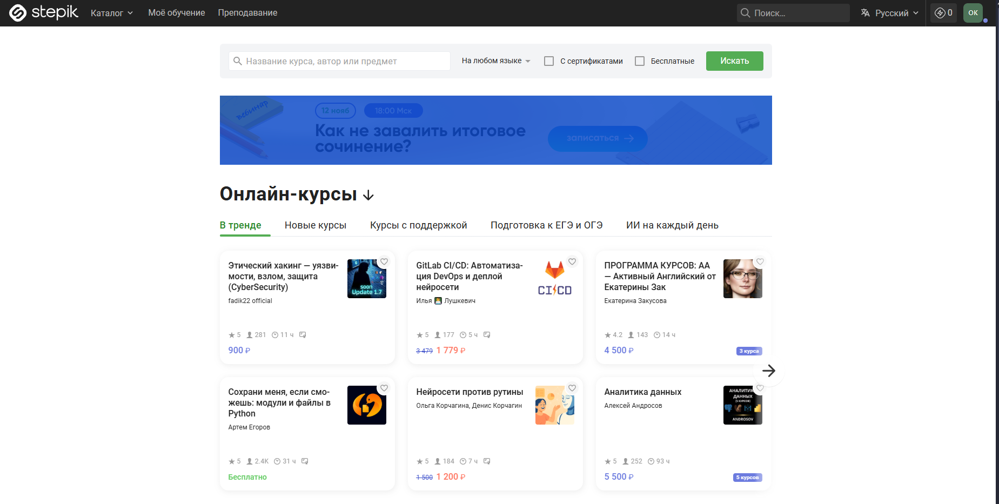 stepik Каталог Моё обучение Преподавание Поиск... Русский 0 ОК
Название курса, автор или предмет На любом языке С сертификатами Бесплатные Искать
вебинар
12 нояб 18:00 Мск
Как не завалить итоговое
сочинение?
записаться →
Онлайн-курсы ↓
В тренде Новые курсы Курсы с поддержкой Подготовка к ЕГЭ и ОГЭ ИИ на каждый день
Этический хакинг — уязви-
мости, взлом, защита
(CyberSecurity)
fadik22 official
soon
Update 1.7
5 281 11 ч
900 ₽
GitLab CI/CD: Автоматиза-
ция DevOps и деплой
нейросети
Илья 👨‍💻 Лушкевич
CI CD
5 177 5 ч
3 479 1 779 ₽
ПРОГРАММА КУРСОВ: АА
— Активный Английский от
Екатерины Зак
Екатерина Закусова
4.2 143 14 ч
4 500 ₽ 3 курса
Сохрани меня, если смо-
жешь: модули и файлы в
Python
Артем Егоров
5 2.4K 31 ч
Бесплатно
Нейросети против рутины
Ольга Корчагина, Денис Корчагин
5 184 7 ч
1 500 1 200 ₽
Аналитика данных
Алексей Андросов
АНАЛИТИК
ДАННЫХ
(5 КУРСОВ)
ANDROSOV
5 252 93 ч
5 500 ₽ 5 курсов